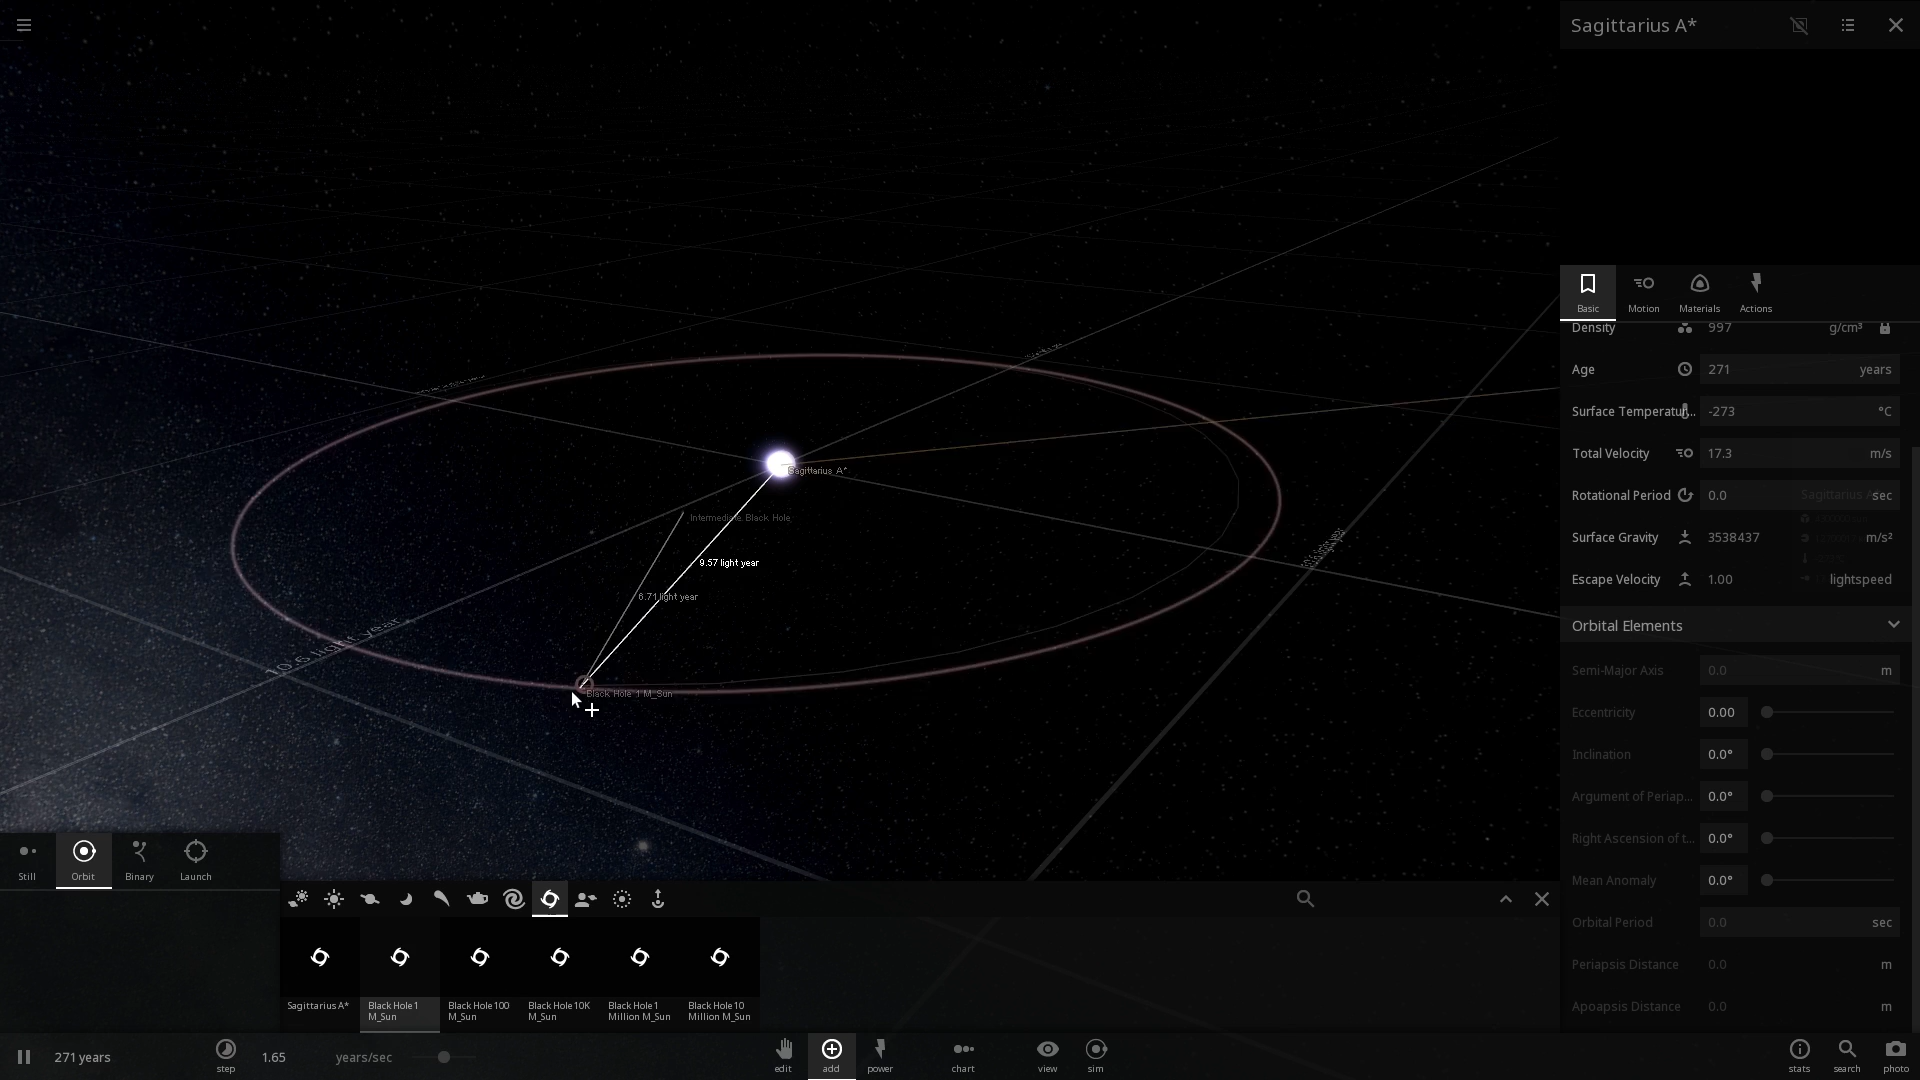 Sagittarius A*
Basic
Motion
Materials
Actions
Density 997 g/cm³
Age 271 years
Surface Temperatur... -273 °C
Total Velocity 17.3 m/s
Rotational Period 0.0 sec
Surface Gravity 3538437 m/s²
Escape Velocity 1.00 lightspeed
Orbital Elements
Semi-Major Axis 0.0 m
Eccentricity 0.00
Inclination 0.0°
Argument of Periap... 0.0°
Right Ascension of t... 0.0°
Mean Anomaly 0.0°
Orbital Period 0.0 sec
Periapsis Distance 0.0 m
Apoapsis Distance 0.0 m
Sagittarius A*
Intermediate Black Hole
9.57 light year
6.71 light year
10.6 light year
Black Hole 1 M_Sun
Still
Orbit
Binary
Launch
Sagittarius A*
Black Hole 1
M_Sun
Black Hole 100
M_Sun
Black Hole 10K
M_Sun
Black Hole 1
Million M_Sun
Black Hole 10
Million M_Sun
271 years
step
1.65
years/sec
edit
add
power
chart
view
sim
stats
search
photo